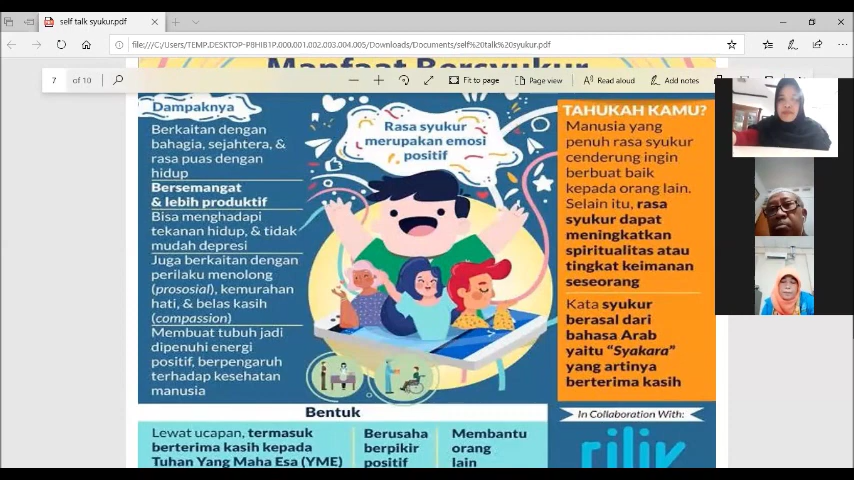 self talk syukur.pdf
file:///C:/Users/TEMP.DESKTOP-P8HIB1P.000.001.002.003.004.005/Downloads/Documents/self%20talk%20syukur.pdf
7 of 10
Fit to page
Page view
Read aloud
Add notes
Manfaat Bersyukur
Dampaknya
Berkaitan dengan
bahagia, sejahtera, &
rasa puas dengan
hidup
Bersemangat
& lebih produktif
Bisa menghadapi
tekanan hidup, & tidak
mudah depresi
Juga berkaitan dengan
perilaku menolong
(prososial), kemurahan
hati, & belas kasih
(compassion)
Membuat tubuh jadi
dipenuhi energi
positif, berpengaruh
terhadap kesehatan
manusia
Rasa syukur
merupakan emosi
positif
TAHUKAH KAMU?
Manusia yang
penuh rasa syukur
cenderung ingin
berbuat baik
kepada orang lain.
Selain itu, rasa
syukur dapat
meningkatkan
spiritualitas atau
tingkat keimanan
seseorang
Kata syukur
berasal dari
bahasa Arab
yaitu "Syakara"
yang artinya
berterima kasih
Bentuk
Lewat ucapan, termasuk
berterima kasih kepada
Tuhan Yang Maha Esa (YME)
Berusaha
berpikir
positif
Membantu
orang
lain
In Collaboration With:
riliv